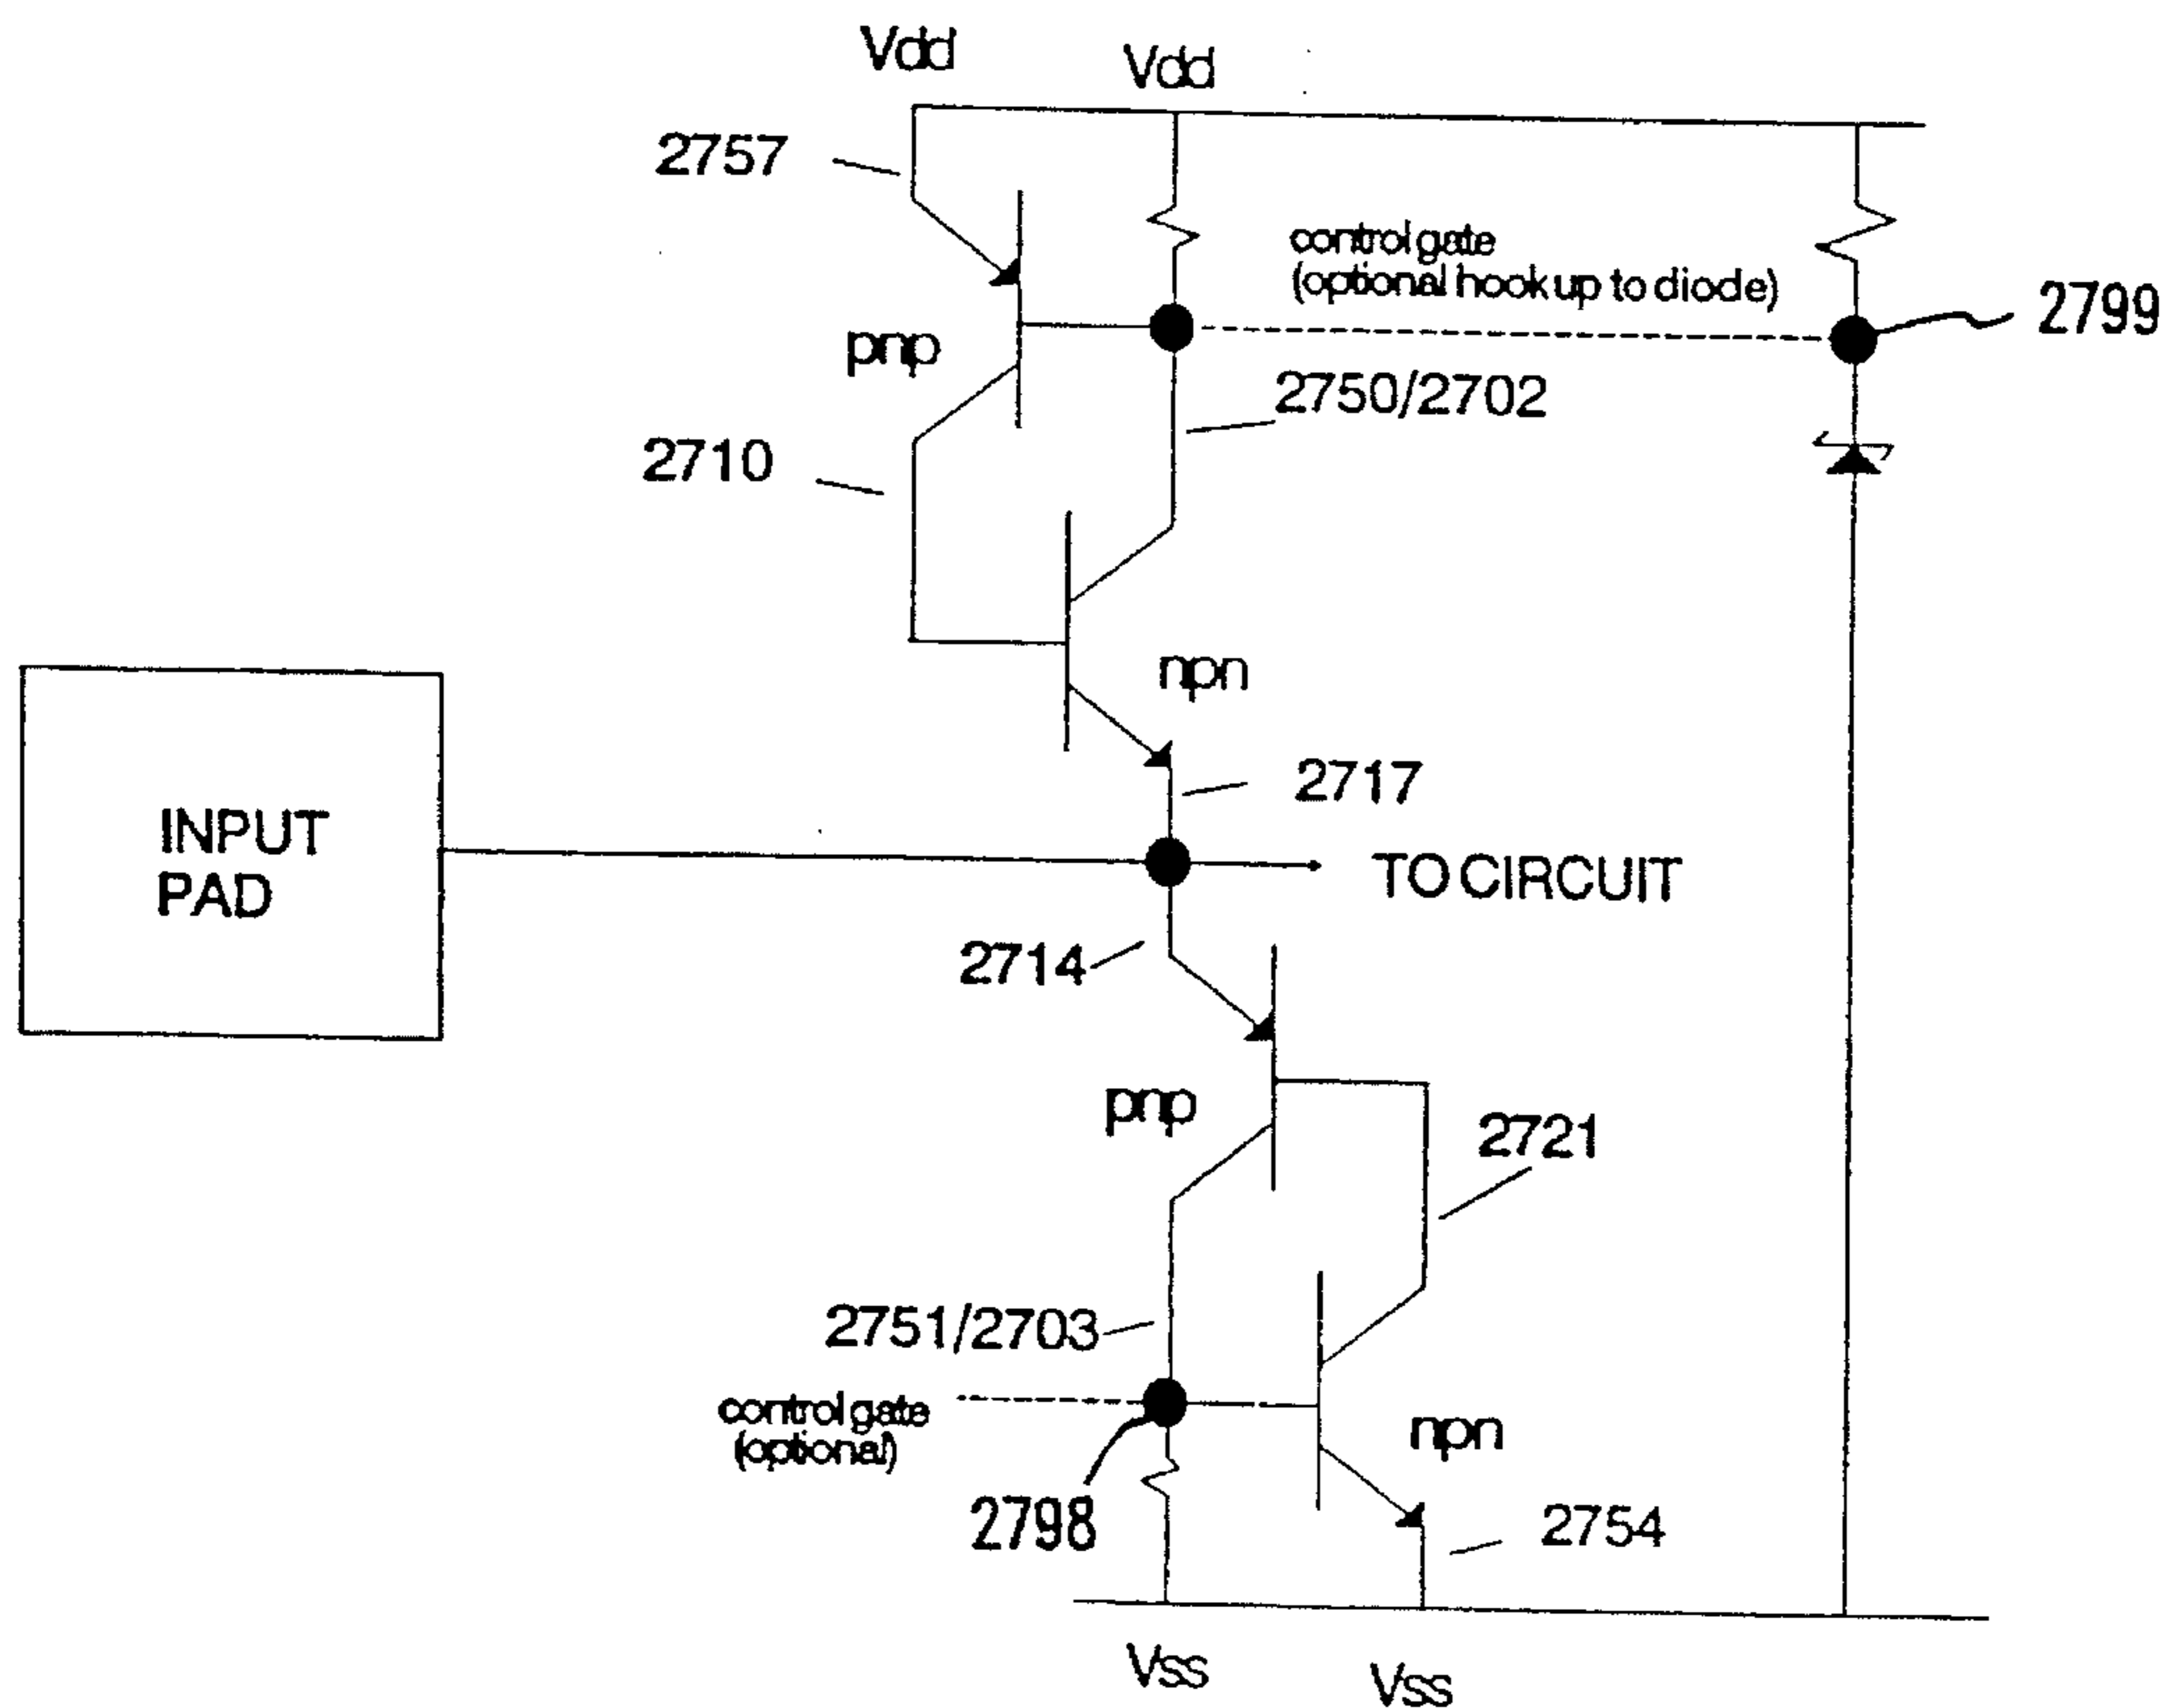 Vdd
Vdd
2757
control gate
(optional hook up to diode)
2799
pnp
2750/2702
2710
npn
2717
INPUT
PAD
TO CIRCUIT
2714
pnp
2721
2751/2703
control gate
(optional)
npn
2798
2754
Vss
Vss